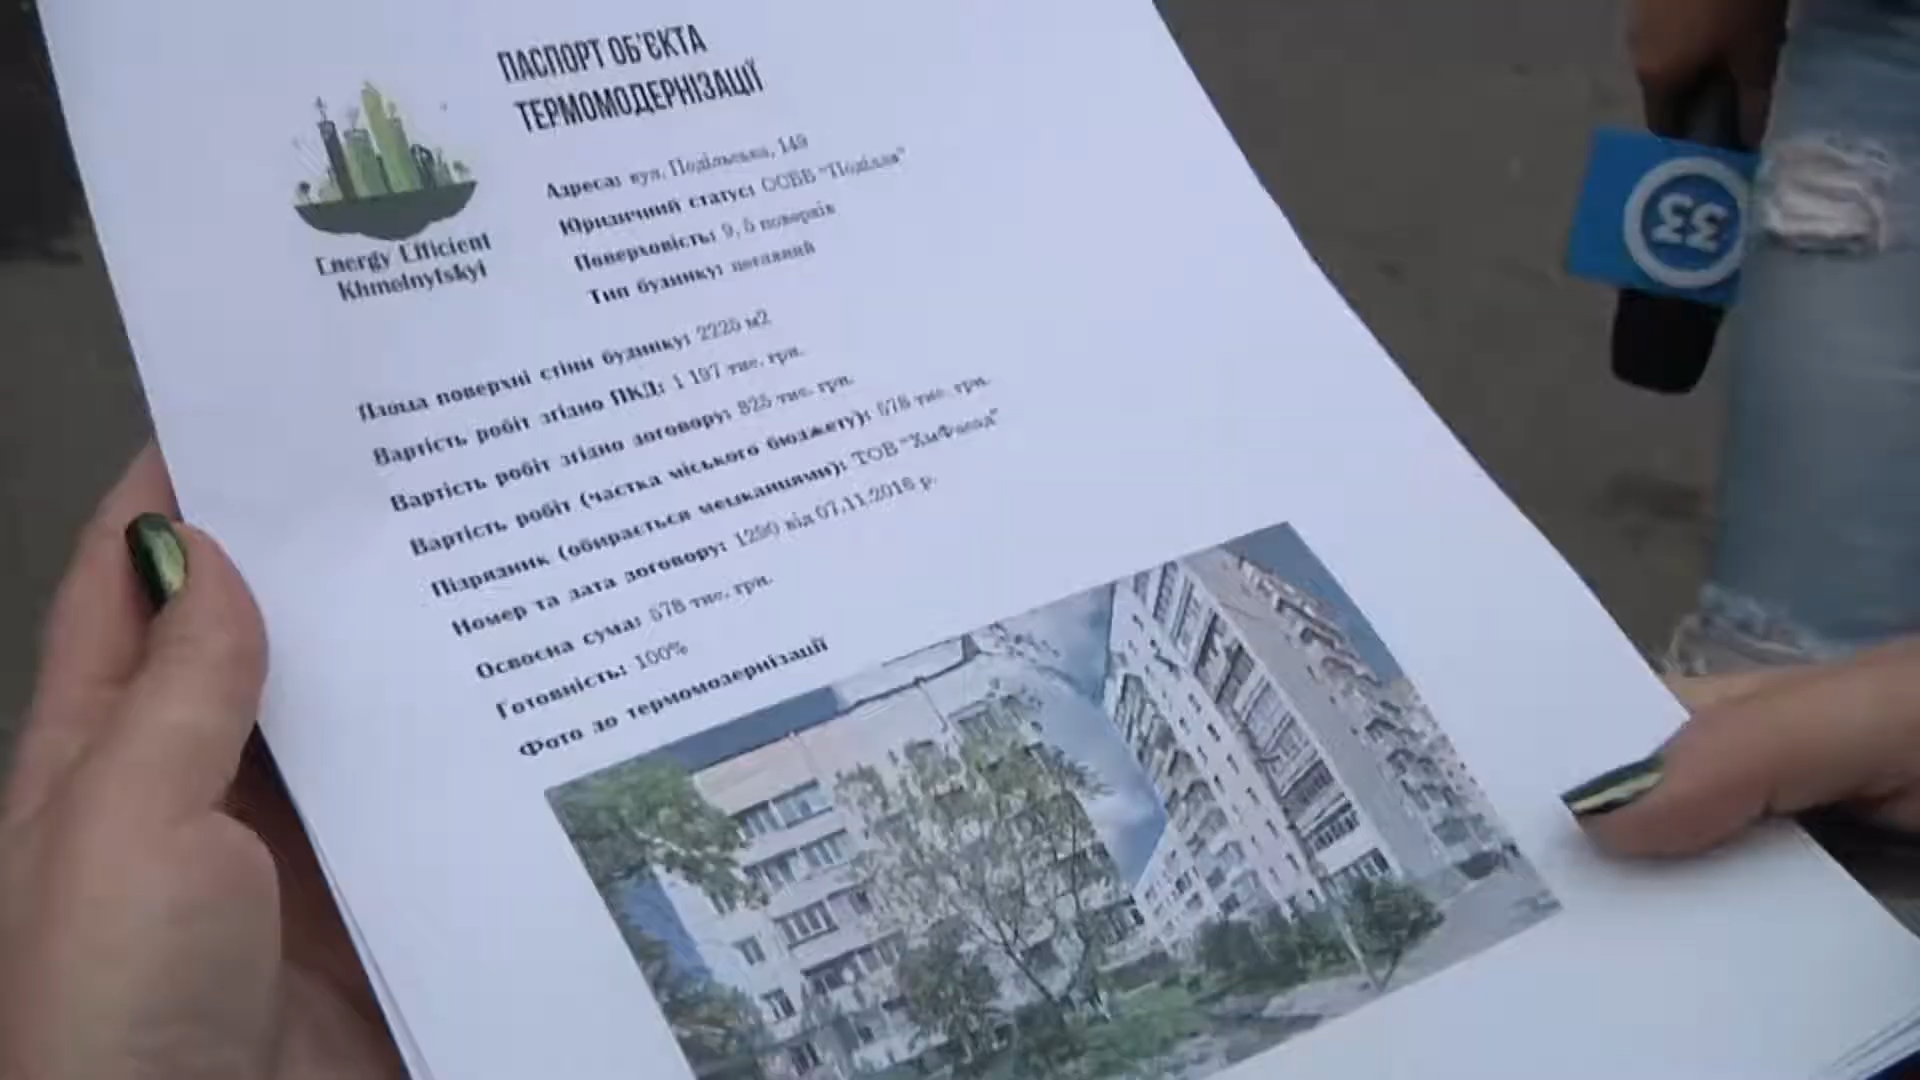 ПАСПОРТ ОБ'ЄКТА
ТЕРМОМОДЕРНІЗАЦІЇ
Energy Efficient
Khmelnytskyi
Адреса: вул. Подільська, 149
Юридичний статус: ОСББ "Поділля"
Поверховість: 9, 5 поверхів
Тип будинку: цегляний
Площа поверхні стіни будинку: 2225 м2
Вартість робіт згідно ПКД: 1 197 тис. грн.
Вартість робіт згідно договору: 825 тис. грн.
Вартість робіт (частка міського бюджету): 578 тис. грн.
Підрядник (обирається мешканцями): ТОВ "ХмФасад"
Номер та дата договору: 1290 від 07.11.2016 р.
Освоєна сума: 578 тис. грн.
Готовність: 100%
Фото до термомодернізації
33